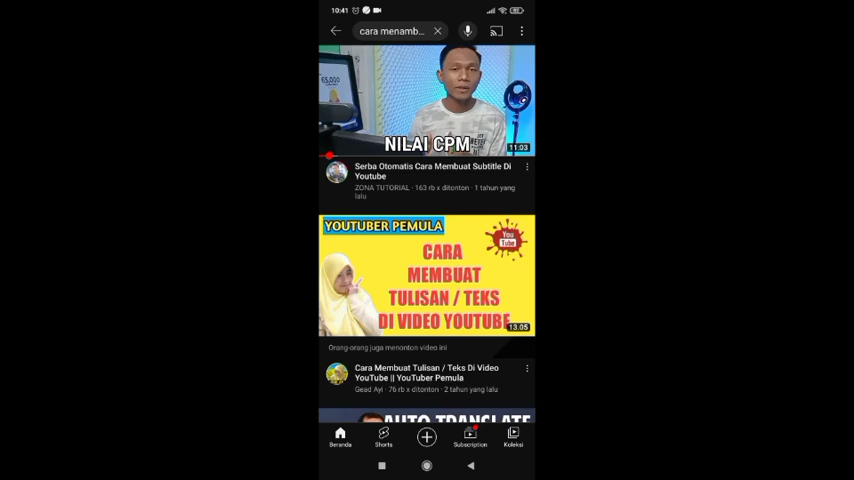 10:41
cara menamb...
65,000
NILAI CPM
11:03
Serba Otomatis Cara Membuat Subtitle Di
Youtube
ZONA TUTORIAL · 163 rb x ditonton · 1 tahun yang
lalu
YOUTUBER PEMULA
You
Tube
CARA
MEMBUAT
TULISAN / TEKS
DI VIDEO YOUTUBE
13.05
Orang-orang juga menonton video ini
Cara Membuat Tulisan / Teks Di Video
YouTube || YouTuber Pemula
Gead Ayi · 76 rb x ditonton · 2 tahun yang lalu
AUTO TRANSLATE
Beranda
Shorts
Subscription
Koleksi